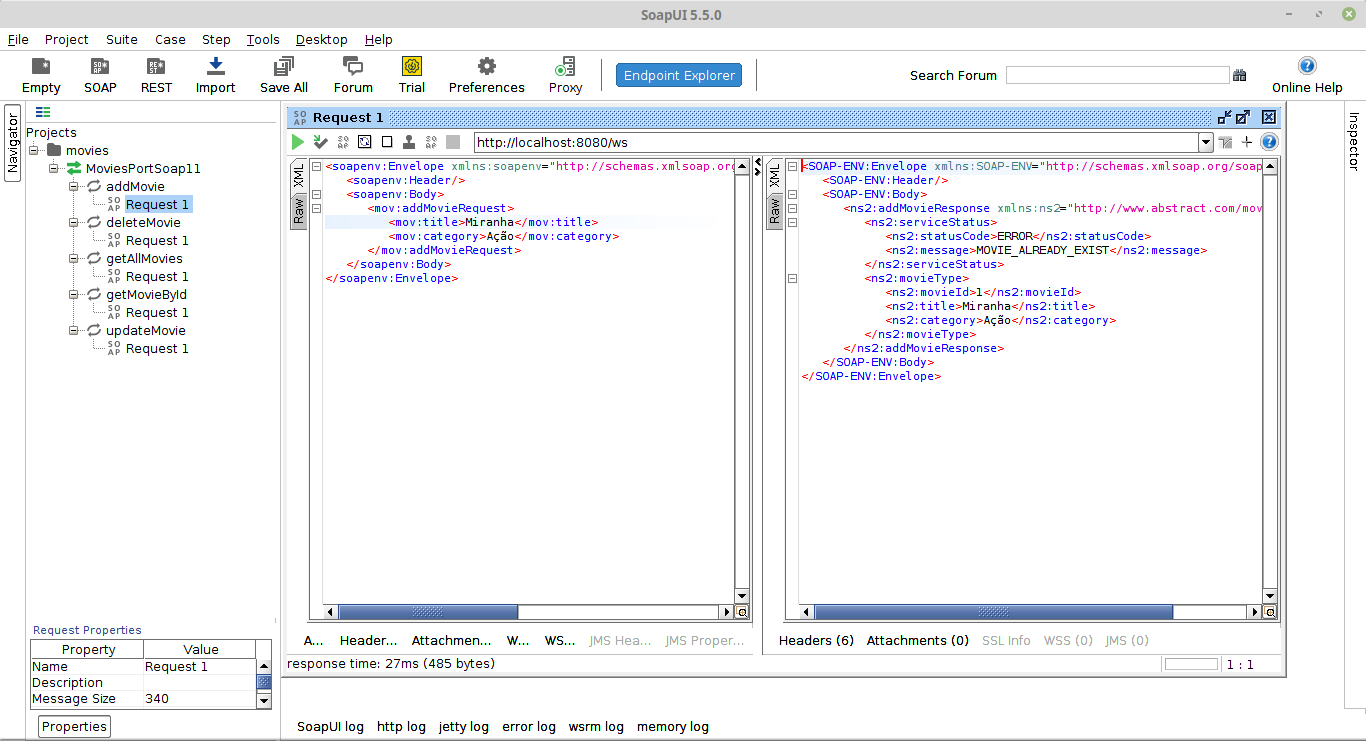 SoapUI 5.5.0
File Project Suite Case Step Tools Desktop Help
Empty SOAP REST Import Save All Forum Trial Preferences Proxy Endpoint Explorer Search Forum Online Help
Navigator
Projects
movies
MoviesPortSoap11
addMovie
Request 1
deleteMovie
Request 1
getAllMovies
Request 1
getMovieById
Request 1
updateMovie
Request 1
Request Properties
Property Value
Name Request 1
Description
Message Size 340
Properties
Request 1
http://localhost:8080/ws
XML
Raw
<soapenv:Envelope xmlns:soapenv="http://schemas.xmlsoap.org
<soapenv:Header/>
<soapenv:Body>
<mov:addMovieRequest>
<mov:title>Miranha</mov:title>
<mov:category>Ação</mov:category>
</mov:addMovieRequest>
</soapenv:Body>
</soapenv:Envelope>
A... Header... Attachmen... W... WS... JMS Hea... JMS Proper...
XML
Raw
<SOAP-ENV:Envelope xmlns:SOAP-ENV="http://schemas.xmlsoap.org/soap
<SOAP-ENV:Header/>
<SOAP-ENV:Body>
<ns2:addMovieResponse xmlns:ns2="http://www.abstract.com/mov
<ns2:serviceStatus>
<ns2:statusCode>ERROR</ns2:statusCode>
<ns2:message>MOVIE_ALREADY_EXIST</ns2:message>
</ns2:serviceStatus>
<ns2:movieType>
<ns2:movieId>1</ns2:movieId>
<ns2:title>Miranha</ns2:title>
<ns2:category>Ação</ns2:category>
</ns2:movieType>
</ns2:addMovieResponse>
</SOAP-ENV:Body>
</SOAP-ENV:Envelope>
Headers (6) Attachments (0) SSL Info WSS (0) JMS (0)
response time: 27ms (485 bytes)
1 : 1
SoapUI log http log jetty log error log wsrm log memory log
Inspector